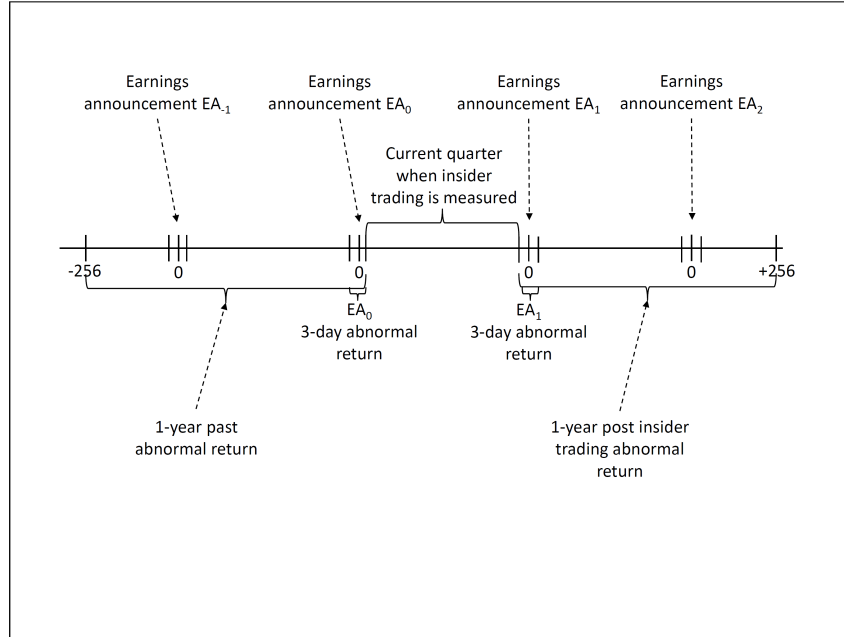 Earnings
announcement EA-1
Earnings
announcement EA0
Earnings
announcement EA1
Earnings
announcement EA2
Current quarter
when insider
trading is measured
-256
0
0
0
0
+256
EA0
3-day abnormal
return
EA1
3-day abnormal
return
1-year past
abnormal return
1-year post insider
trading abnormal
return